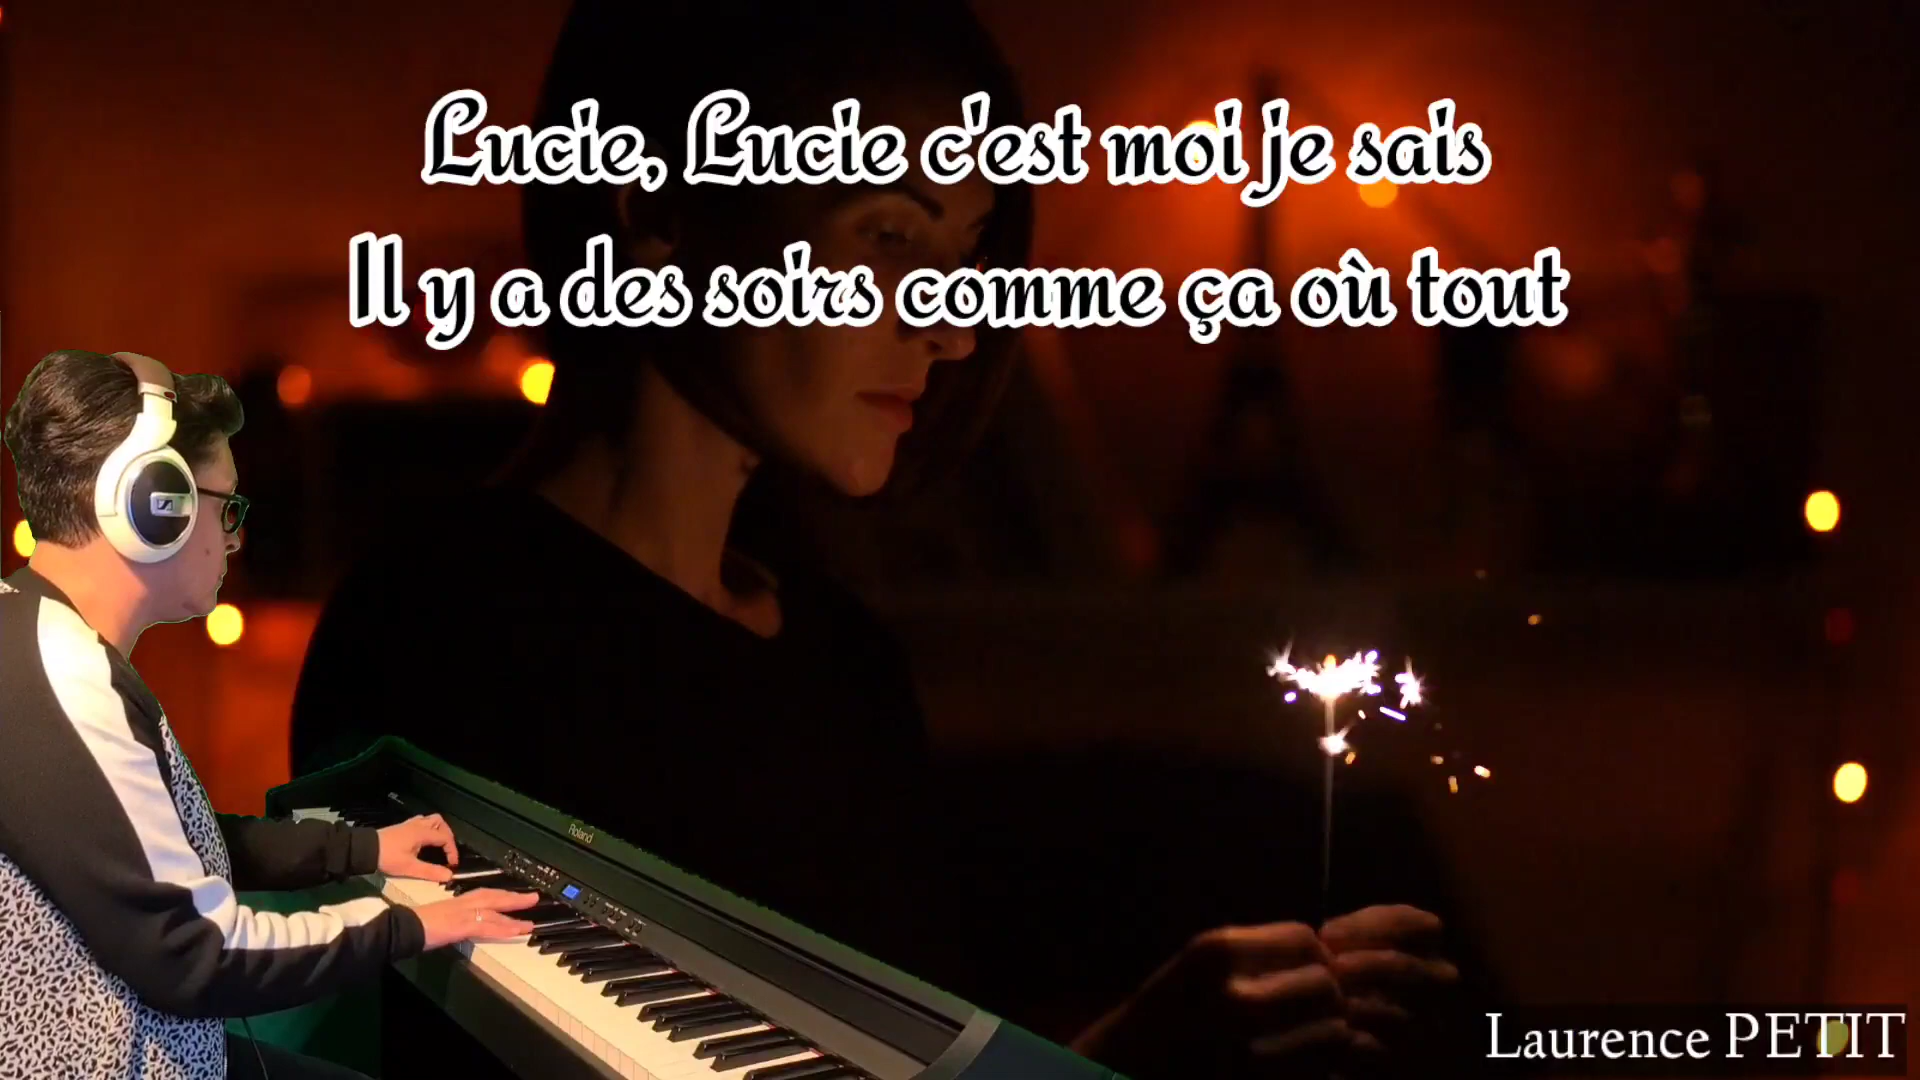 Lucie, Lucie c'est moi je sais
Il y a des soirs comme ça où tout
Roland
Laurence PETIT